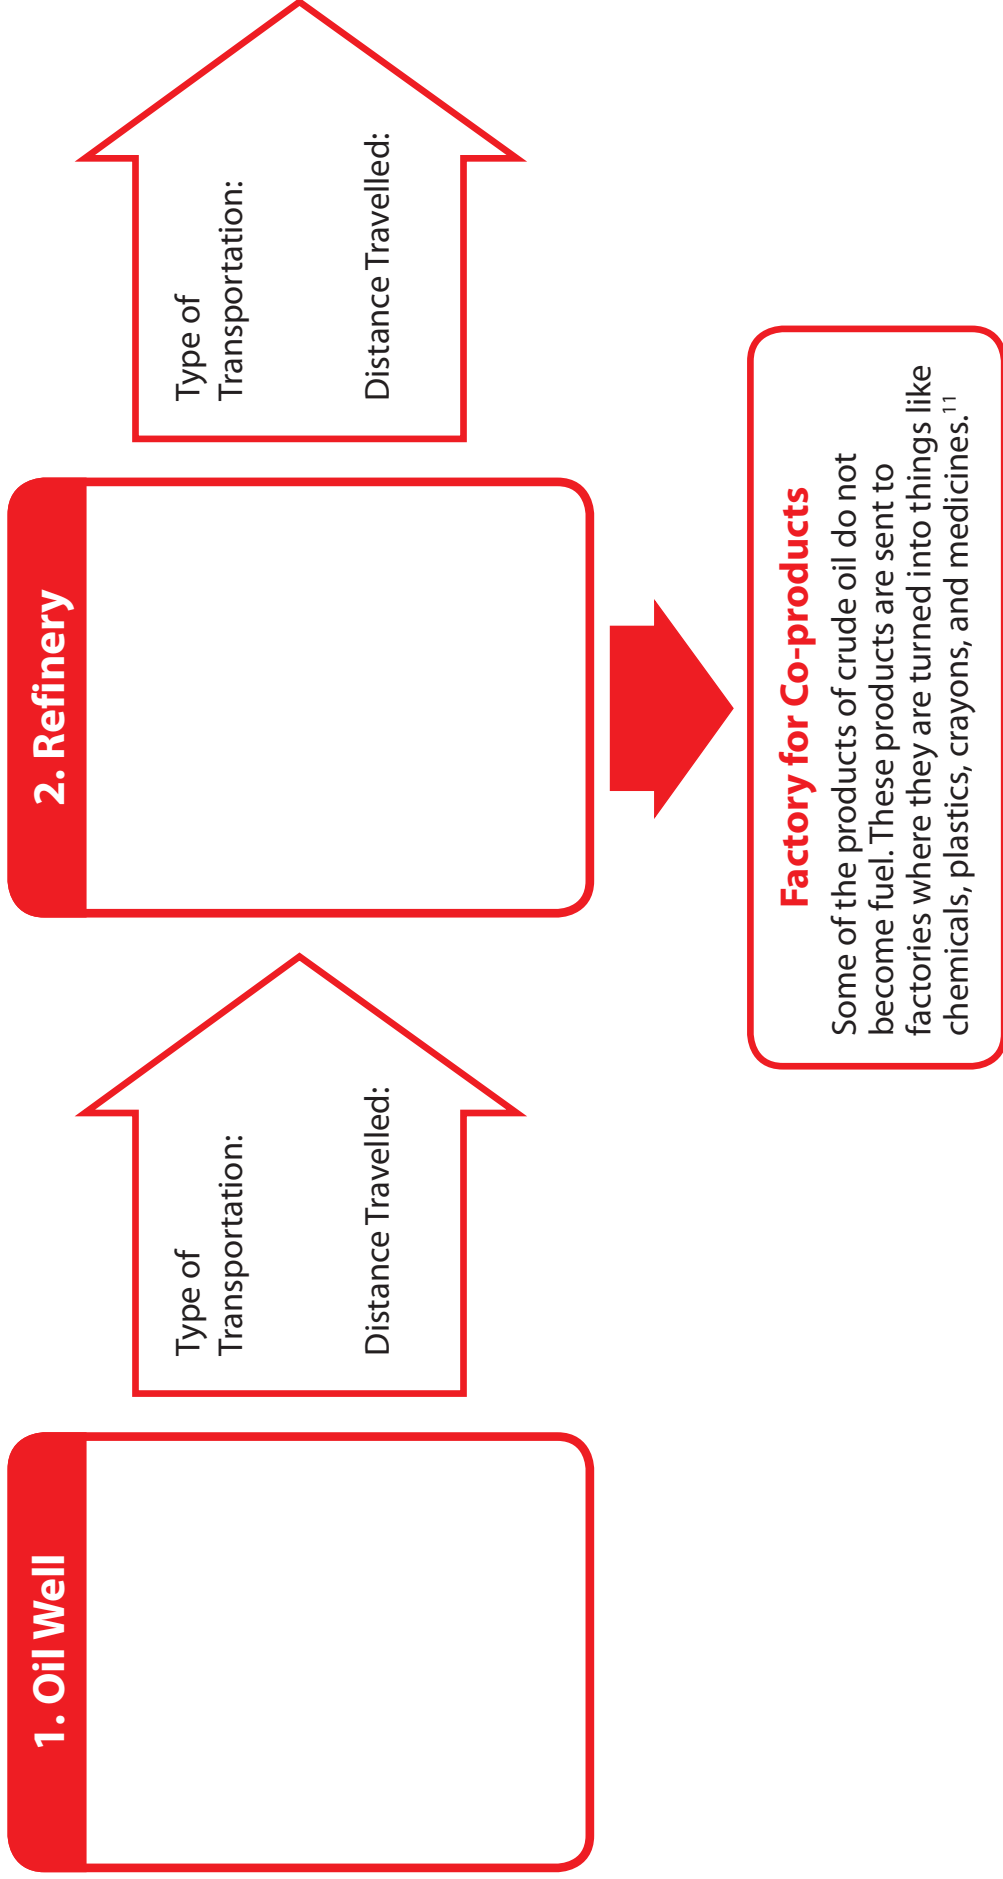 1. Oil Well
Type of
Transportation:
Distance Travelled:
2. Refinery
Type of
Transportation:
Distance Travelled:
Factory for Co-products
Some of the products of crude oil do not
become fuel. These products are sent to
factories where they are turned into things like
chemicals, plastics, crayons, and medicines.11